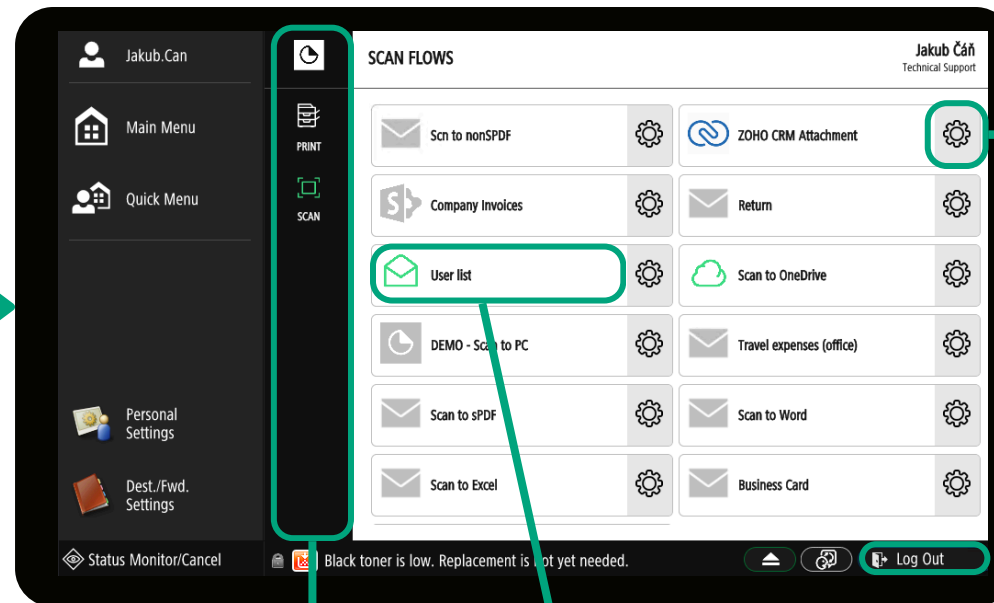 Jakub.Can
Main Menu
Quick Menu
Personal
Settings
Dest./Fwd.
Settings
Status Monitor/Cancel
PRINT
SCAN
SCAN FLOWS
Jakub Čáň
Technical Support
Scn to nonSPDF
ZOHO CRM Attachment
Company Invoices
Return
User list
Scan to OneDrive
DEMO - Scan to PC
Travel expenses (office)
Scan to sPDF
Scan to Word
Scan to Excel
Business Card
Black toner is low. Replacement is not yet needed.
Log Out